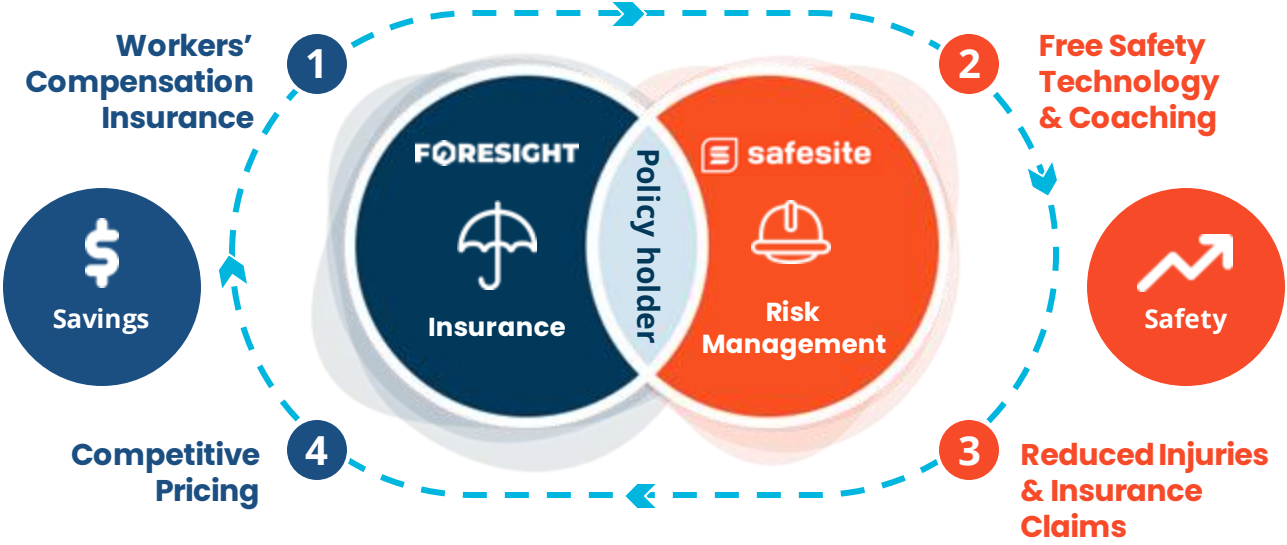 Workers’
Compensation
Insurance
1
2
Free Safety
Technology
& Coaching
FORESIGHT
Insurance
Policy holder
safesite
Risk
Management
$
Savings
Safety
4
Competitive
Pricing
3
Reduced Injuries
& Insurance
Claims